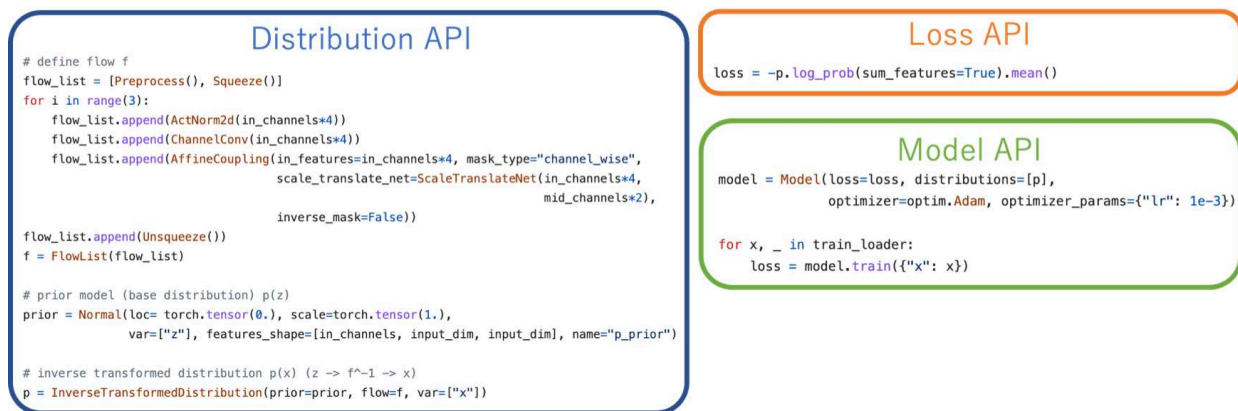 Distribution API
# define flow f
flow_list = [Preprocess(), Squeeze()]
for i in range(3):
    flow_list.append(ActNorm2d(in_channels*4))
    flow_list.append(ChannelConv(in_channels*4))
    flow_list.append(AffineCoupling(in_features=in_channels*4, mask_type="channel_wise",
                                    scale_translate_net=ScaleTranslateNet(in_channels*4,
                                                                          mid_channels*2),
                                    inverse_mask=False))
flow_list.append(Unsqueeze())
f = FlowList(flow_list)
# prior model (base distribution) p(z)
prior = Normal(loc= torch.tensor(0.), scale=torch.tensor(1.),
               var=["z"], features_shape=[in_channels, input_dim, input_dim], name="p_prior")
# inverse transformed distribution p(x) (z -> f^-1 -> x)
p = InverseTransformedDistribution(prior=prior, flow=f, var=["x"])
Loss API
loss = -p.log_prob(sum_features=True).mean()
Model API
model = Model(loss=loss, distributions=[p],
              optimizer=optim.Adam, optimizer_params={"lr": 1e-3})
for x, _ in train_loader:
    loss = model.train({"x": x})